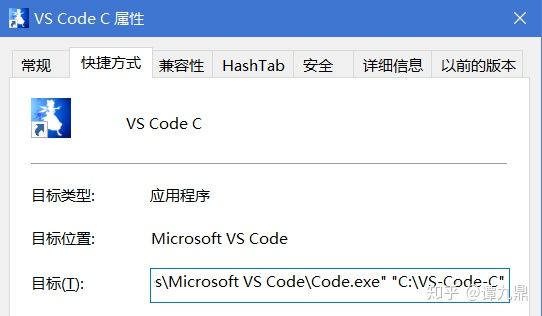 VS Code C 属性
常规 快捷方式 兼容性 HashTab 安全 详细信息 以前的版本
VS Code C
目标类型: 应用程序
目标位置: Microsoft VS Code
目标(T): s\Microsoft VS Code\Code.exe" "C:\VS-Code-C"
知乎 @谭九鼎